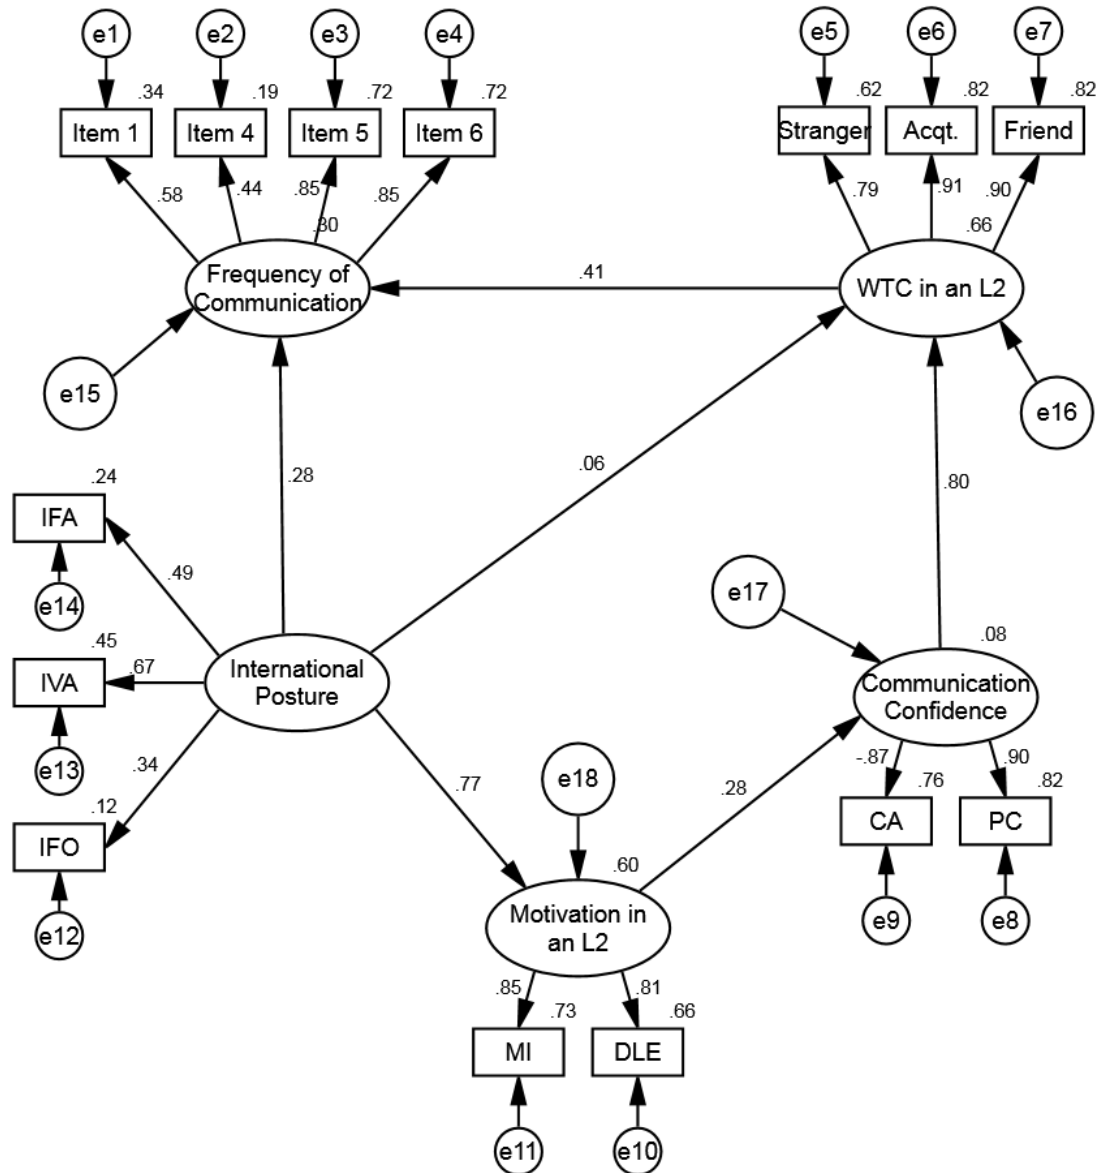 e1 e2 e3 e4 e5 e6 e7
.34 .19 .72 .72 .62 .82 .82
Item 1 Item 4 Item 5 Item 6 Stranger Acqt. Friend
.58 .44 .85 .85 .79 .91 .90
.30 .66
Frequency of
Communication
.41
WTC in an L2
e15 e16
.28 .06 .80
.24
IFA
.49
e14
e17
.45
IVA
.67
e13
International
Posture
.08
Communication
Confidence
.34
.12
IFO
e12
.77
e18
.28
-.87 .90
.76 .82
CA PC
e9 e8
.60
Motivation in
an L2
.85 .81
.73 .66
MI DLE
e11 e10